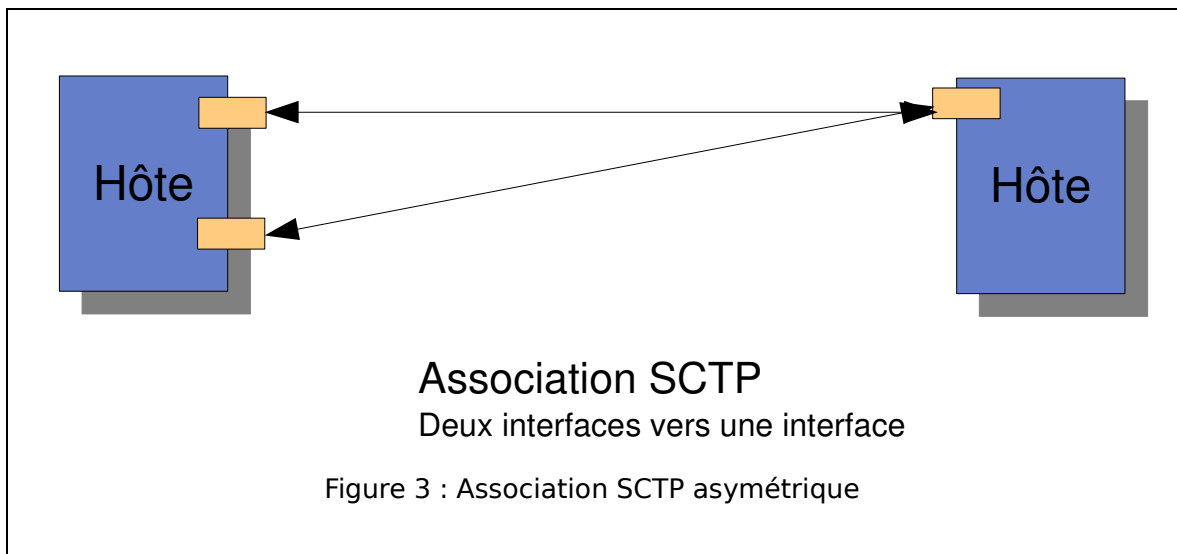 Hôte
Hôte
Association SCTP
Deux interfaces vers une interface
Figure 3 : Association SCTP asymétrique